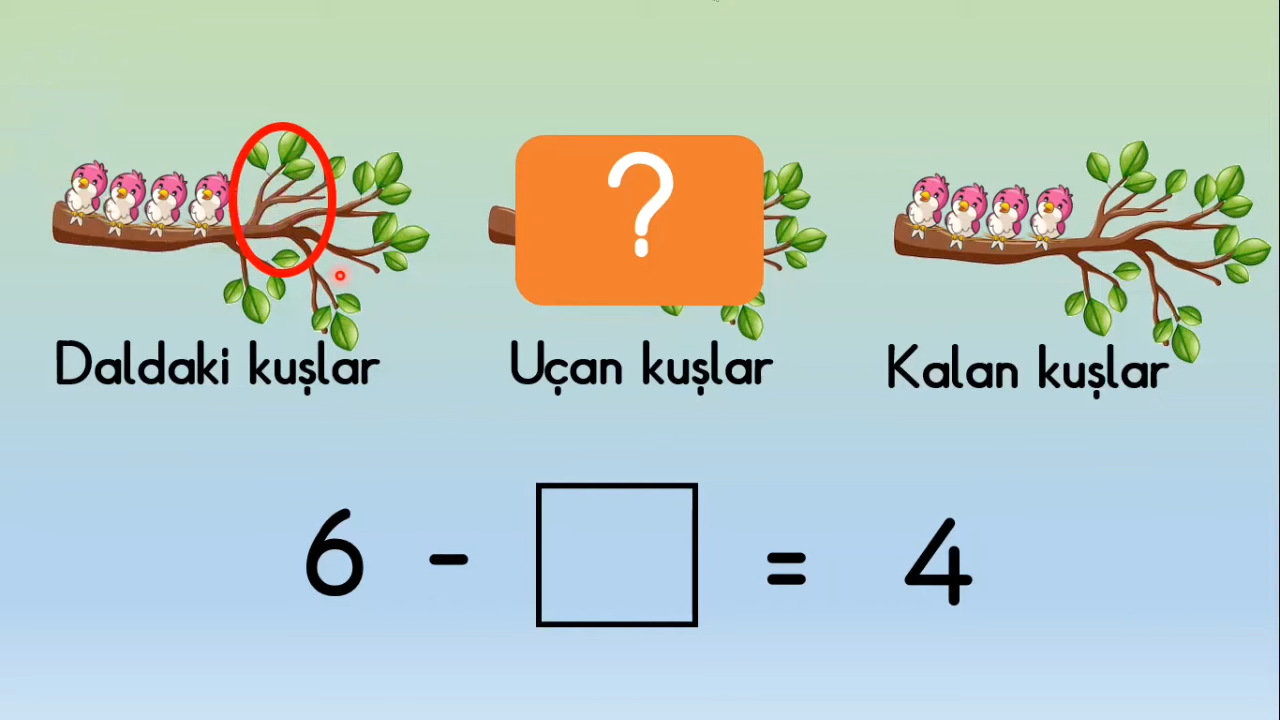 ?
Daldaki kuşlar
Uçan kuşlar
Kalan kuşlar
6 - = 4